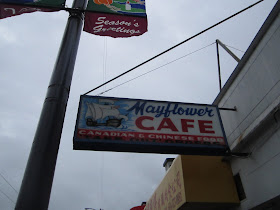 Season's
Greetings
Mayflower
CAFE
CANADIAN & CHINESE FOOD